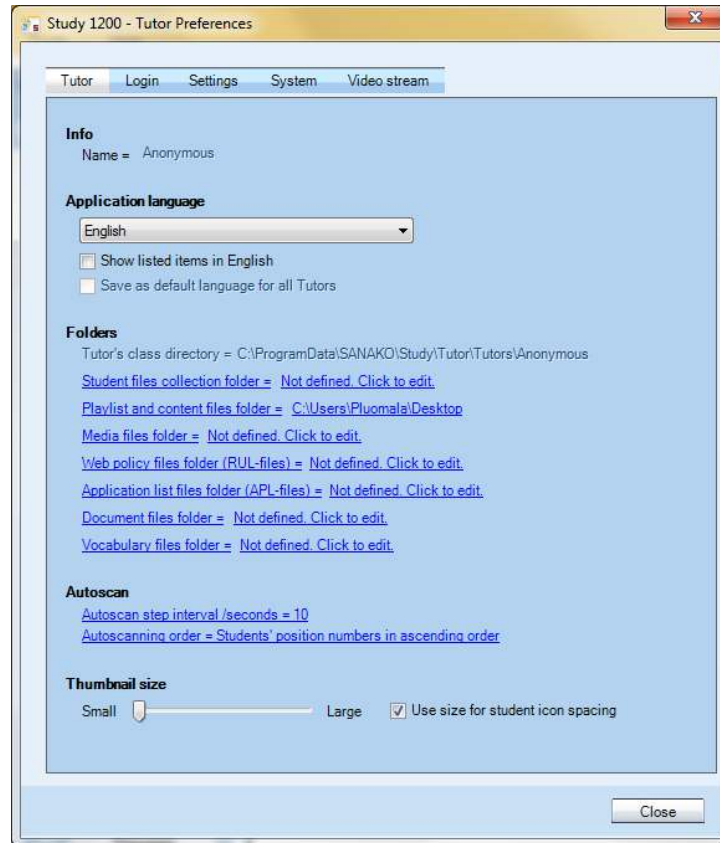 Study 1200 - Tutor Preferences
Tutor Login Settings System Video stream
Info
Name = Anonymous
Application language
English
Show listed items in English
Save as default language for all Tutors
Folders
Tutor's class directory = C:\ProgramData\SANAKO\Study\Tutor\Tutors\Anonymous
Student files collection folder = Not defined. Click to edit.
Playlist and content files folder = C:\Users\Pluomala\Desktop
Media files folder = Not defined. Click to edit.
Web policy files folder (RUL-files) = Not defined. Click to edit.
Application list files folder (APL-files) = Not defined. Click to edit.
Document files folder = Not defined. Click to edit.
Vocabulary files folder = Not defined. Click to edit.
Autoscan
Autoscan step interval /seconds = 10
Autoscanning order = Students' position numbers in ascending order
Thumbnail size
Small Large Use size for student icon spacing
Close